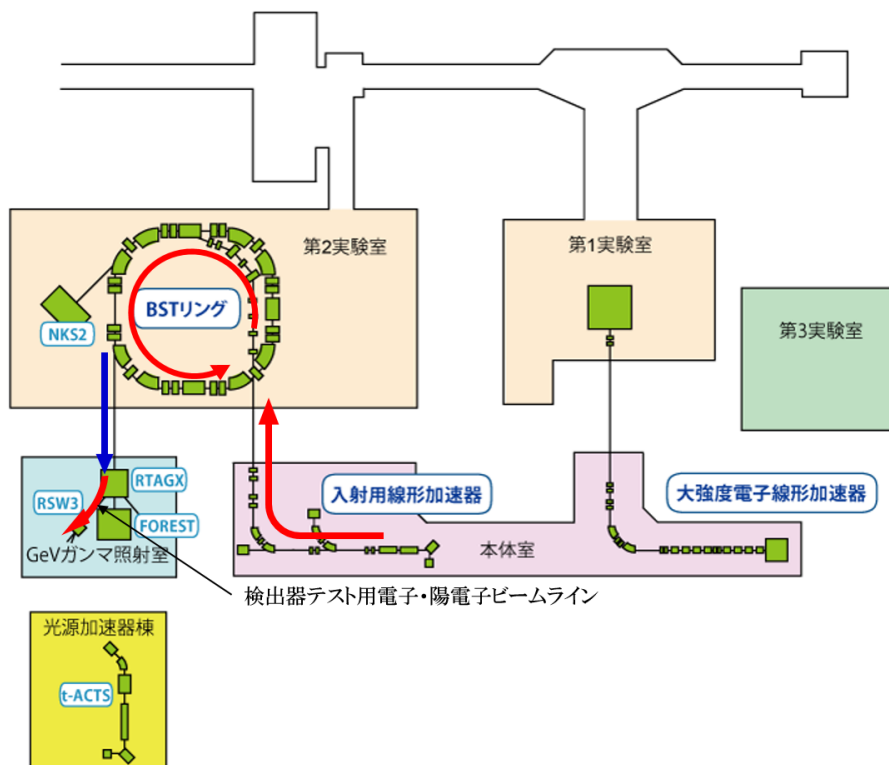 第2実験室
第1実験室
BSTリング
NKS2
第3実験室
RTAGX
RSW3
FOREST
GeVガンマ照射室
入射用線形加速器
大強度電子線形加速器
本体室
検出器テスト用電子・陽電子ビームライン
光源加速器棟
t-ACTS